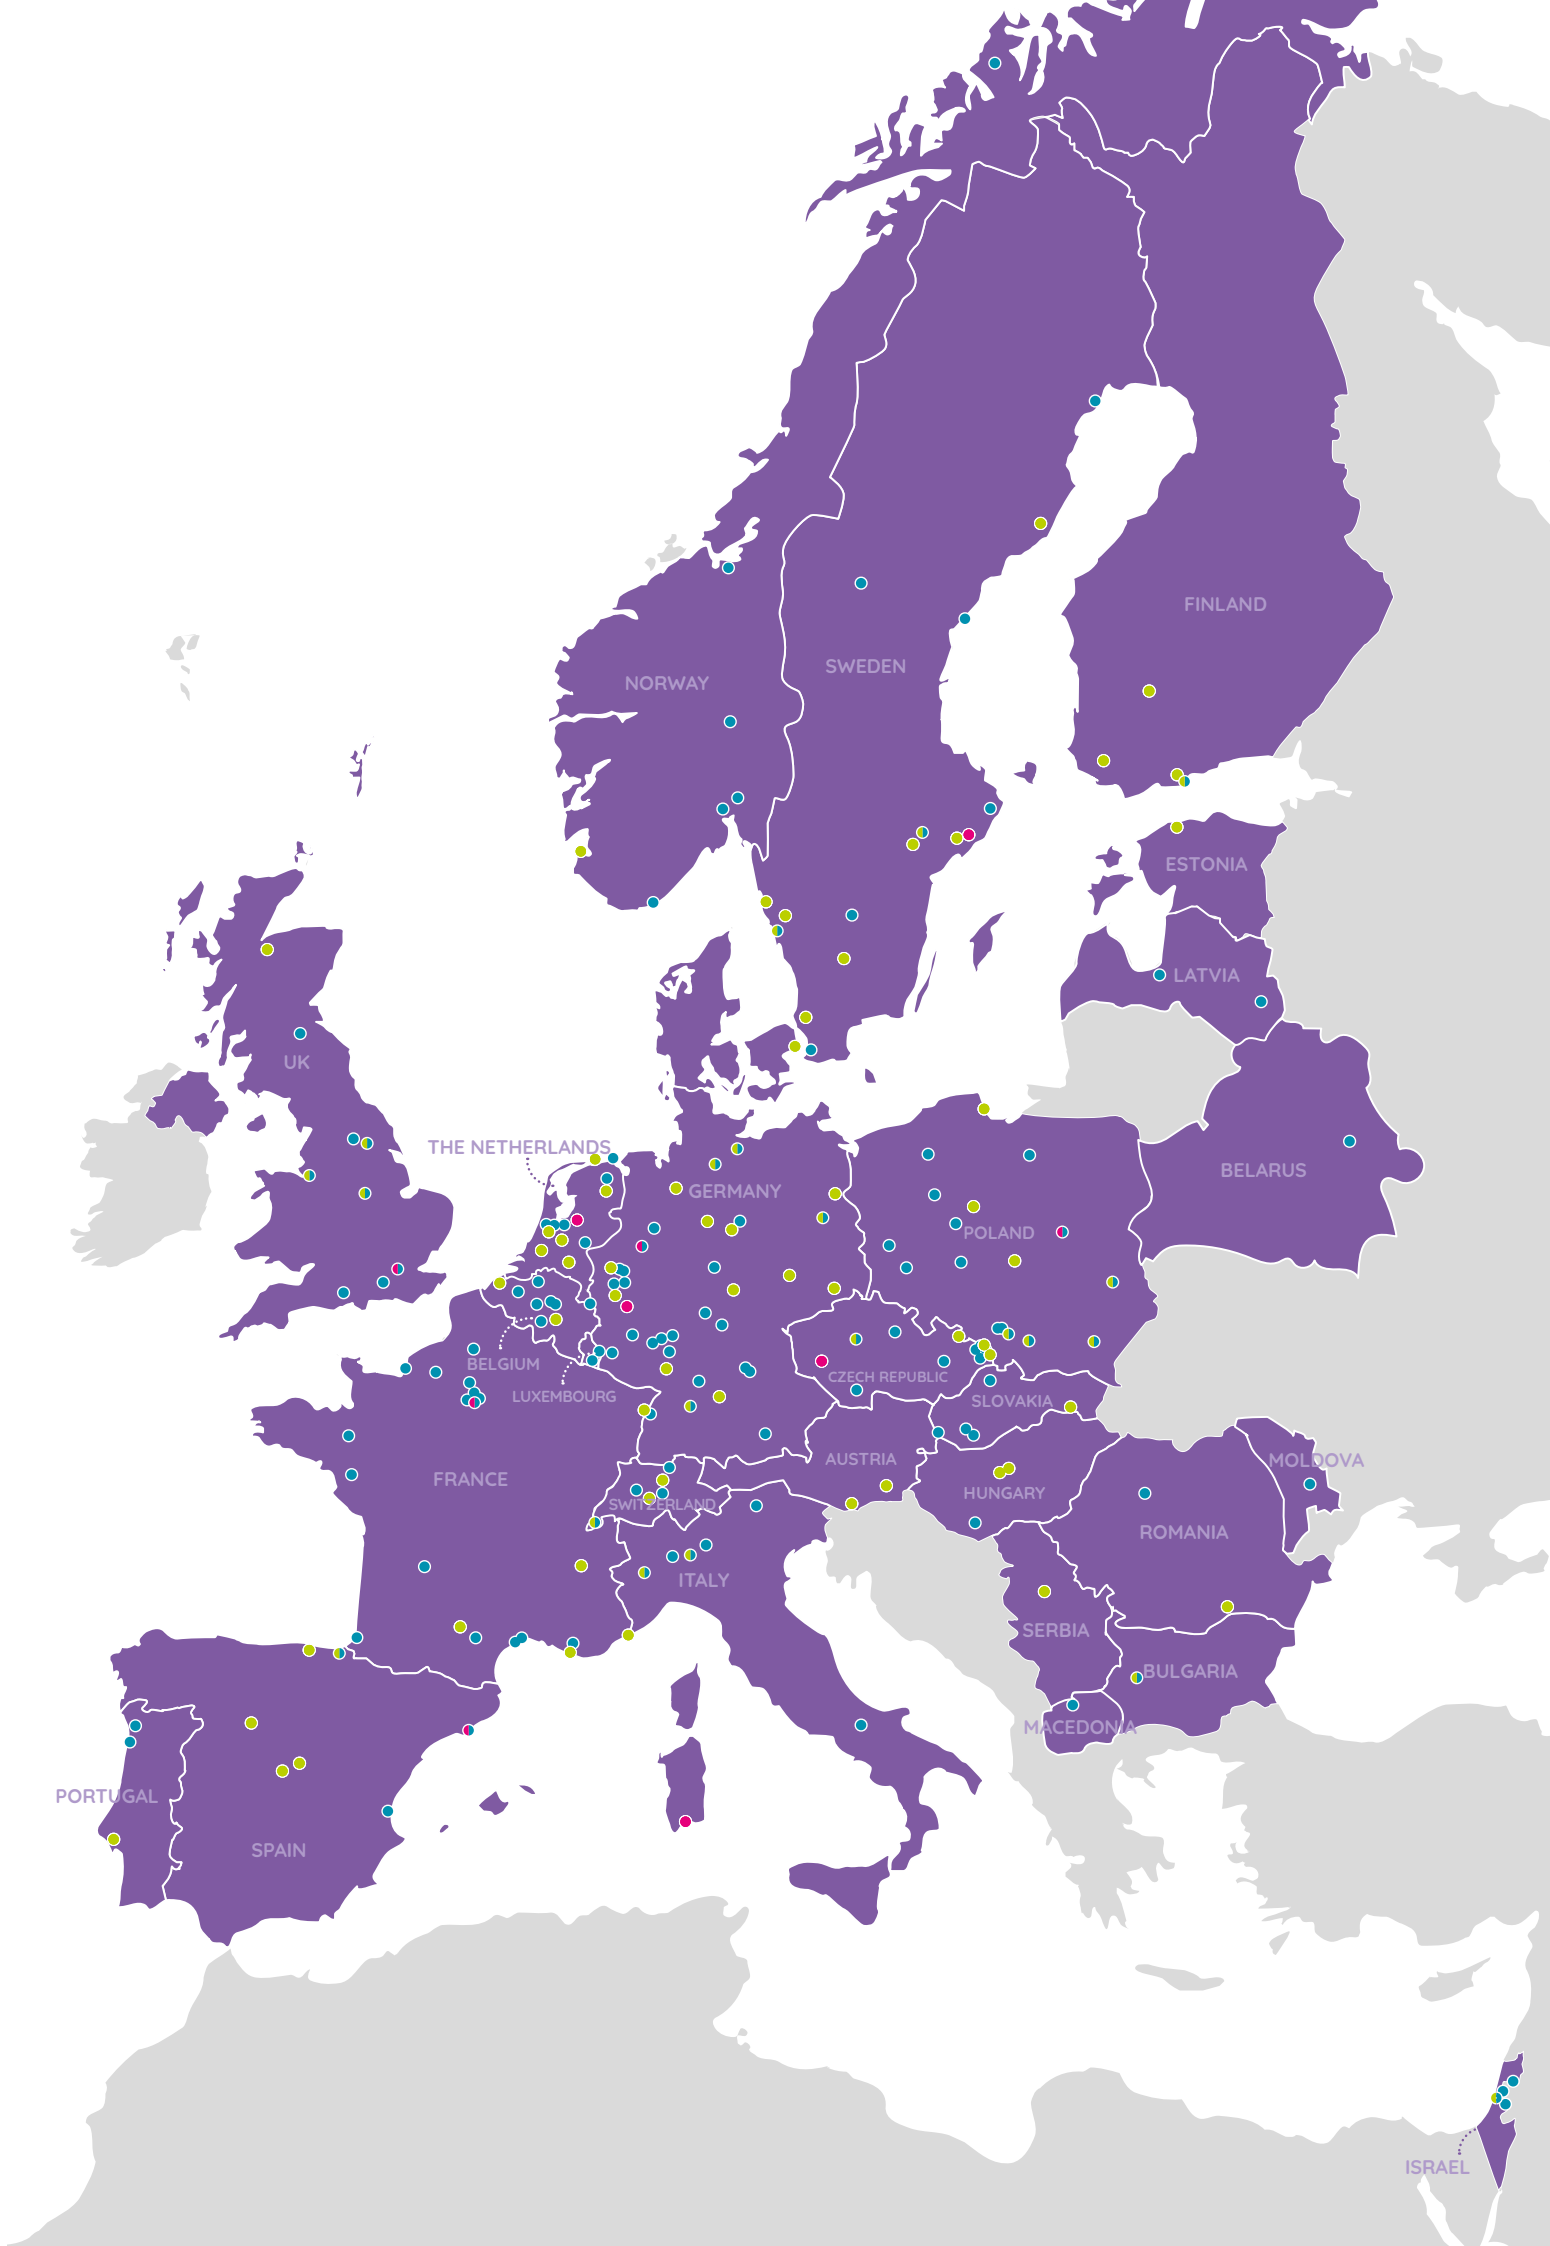 FINLAND
SWEDEN
NORWAY
ESTONIA
LATVIA
UK
THE NETHERLANDS
BELARUS
GERMANY
POLAND
BELGIUM
CZECH REPUBLIC
LUXEMBOURG
SLOVAKIA
AUSTRIA
MOLDOVA
FRANCE
HUNGARY
SWITZERLAND
ROMANIA
ITALY
SERBIA
BULGARIA
MACEDONIA
PORTUGAL
SPAIN
ISRAEL